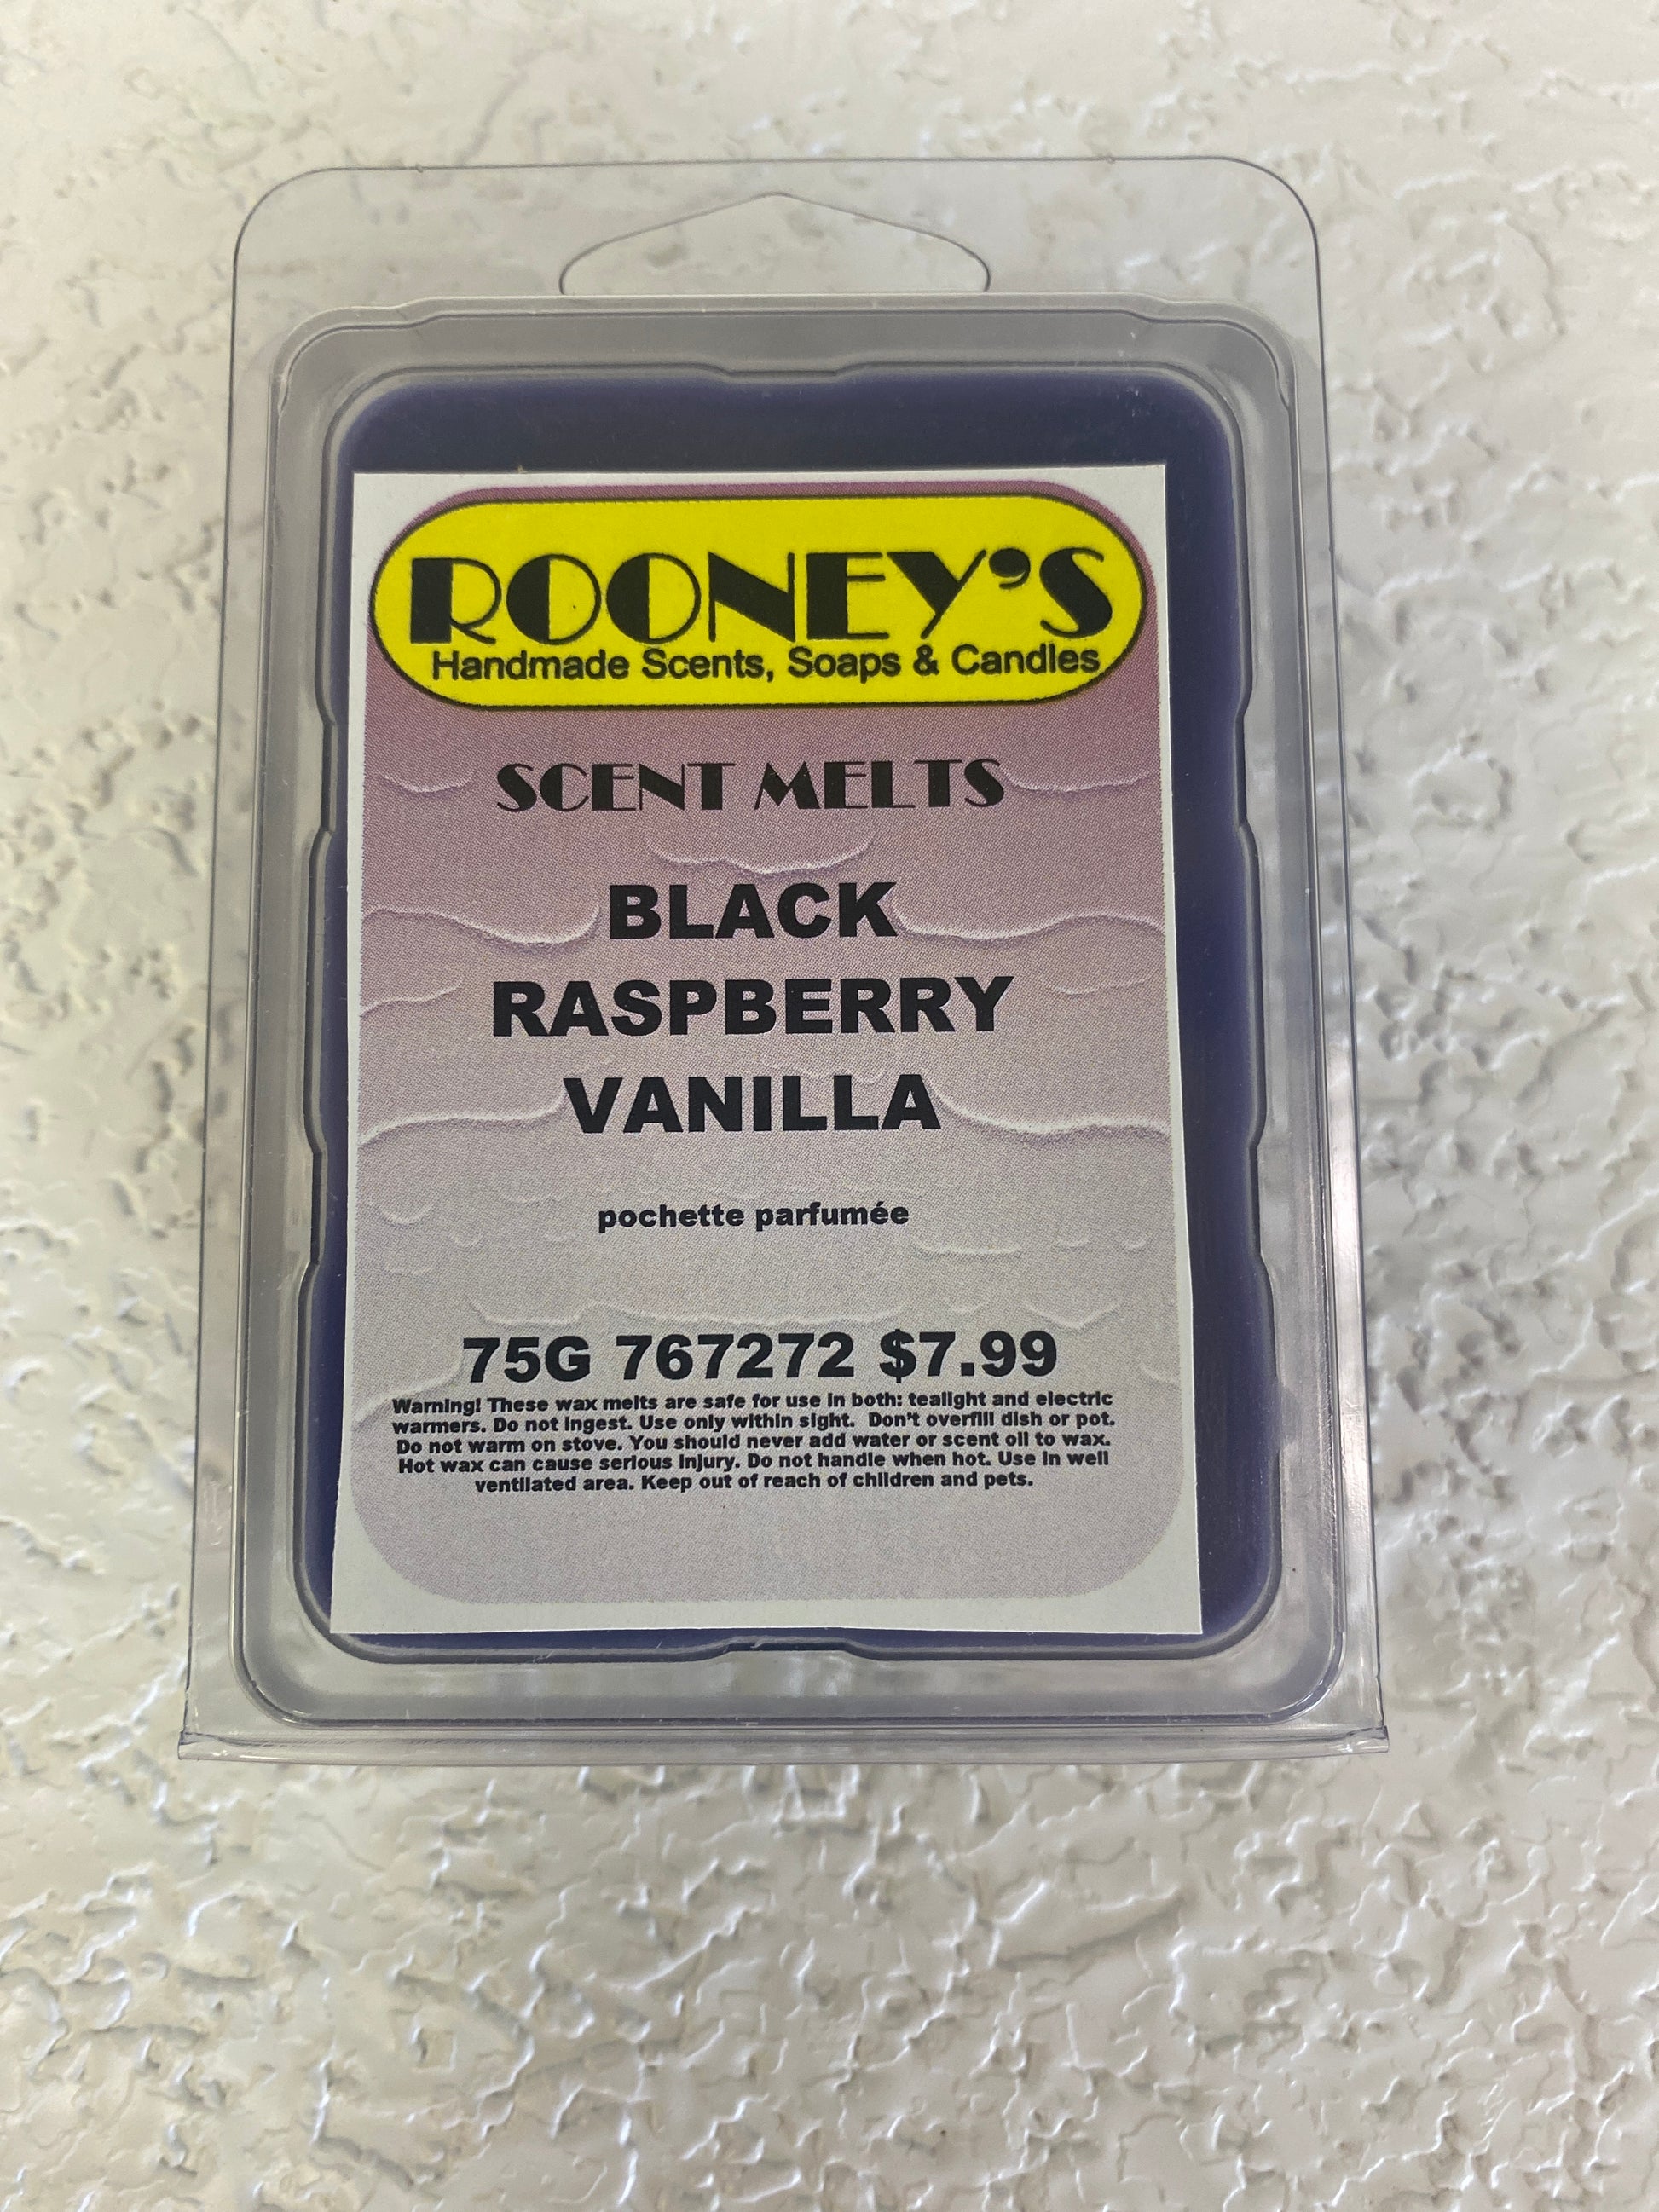 ROONEY'S
Handmade Scents, Soaps & Candles
SCENT MELTS
BLACK
RASPBERRY
VANILLA
pochette parfumée
75G 767272 $7.99
Warning! These wax melts are safe for use in both: tealight and electric
warmers. Do not ingest. Use only within sight. Don't overfill dish or pot.
Do not warm on stove. You should never add water or scent oil to wax.
Hot wax can cause serious injury. Do not handle when hot. Use in well
ventilated area. Keep out of reach of children and pets.